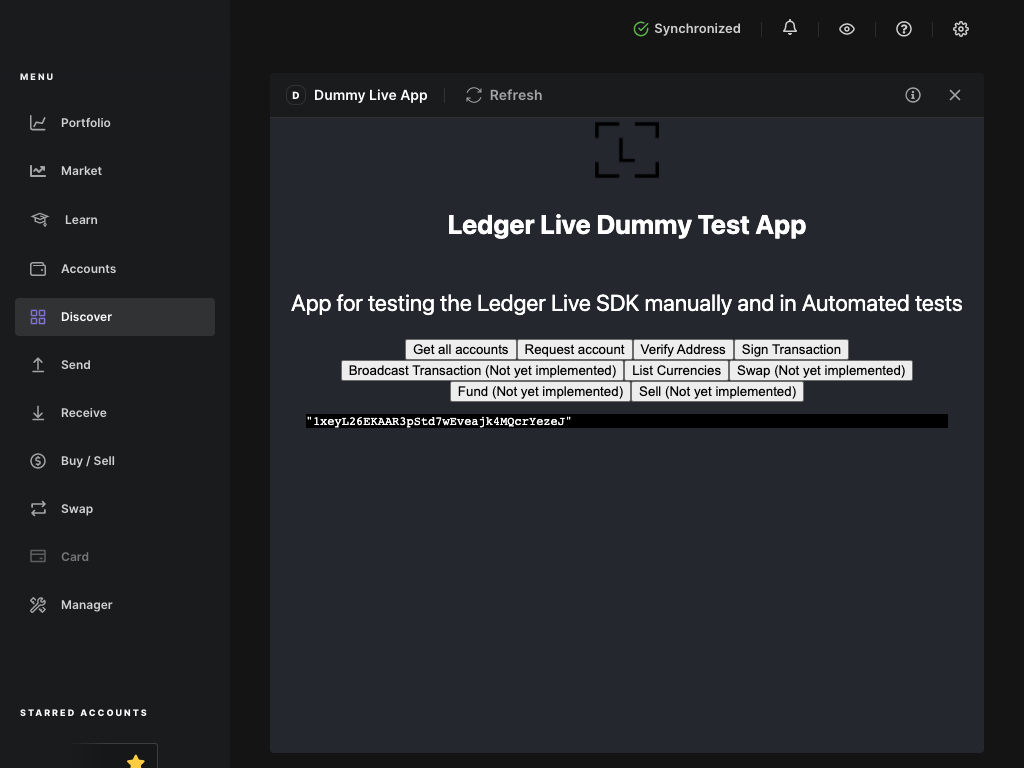 Synchronized
MENU
Portfolio
Market
Learn
Accounts
Discover
Send
Receive
Buy / Sell
Swap
Card
Manager
STARRED ACCOUNTS
D Dummy Live App Refresh
L
Ledger Live Dummy Test App
App for testing the Ledger Live SDK manually and in Automated tests
Get all accounts Request account Verify Address Sign Transaction
Broadcast Transaction (Not yet implemented) List Currencies Swap (Not yet implemented)
Fund (Not yet implemented) Sell (Not yet implemented)
"1xeyL26EKAAR3pStd7wEveajk4MQcrYezeJ"